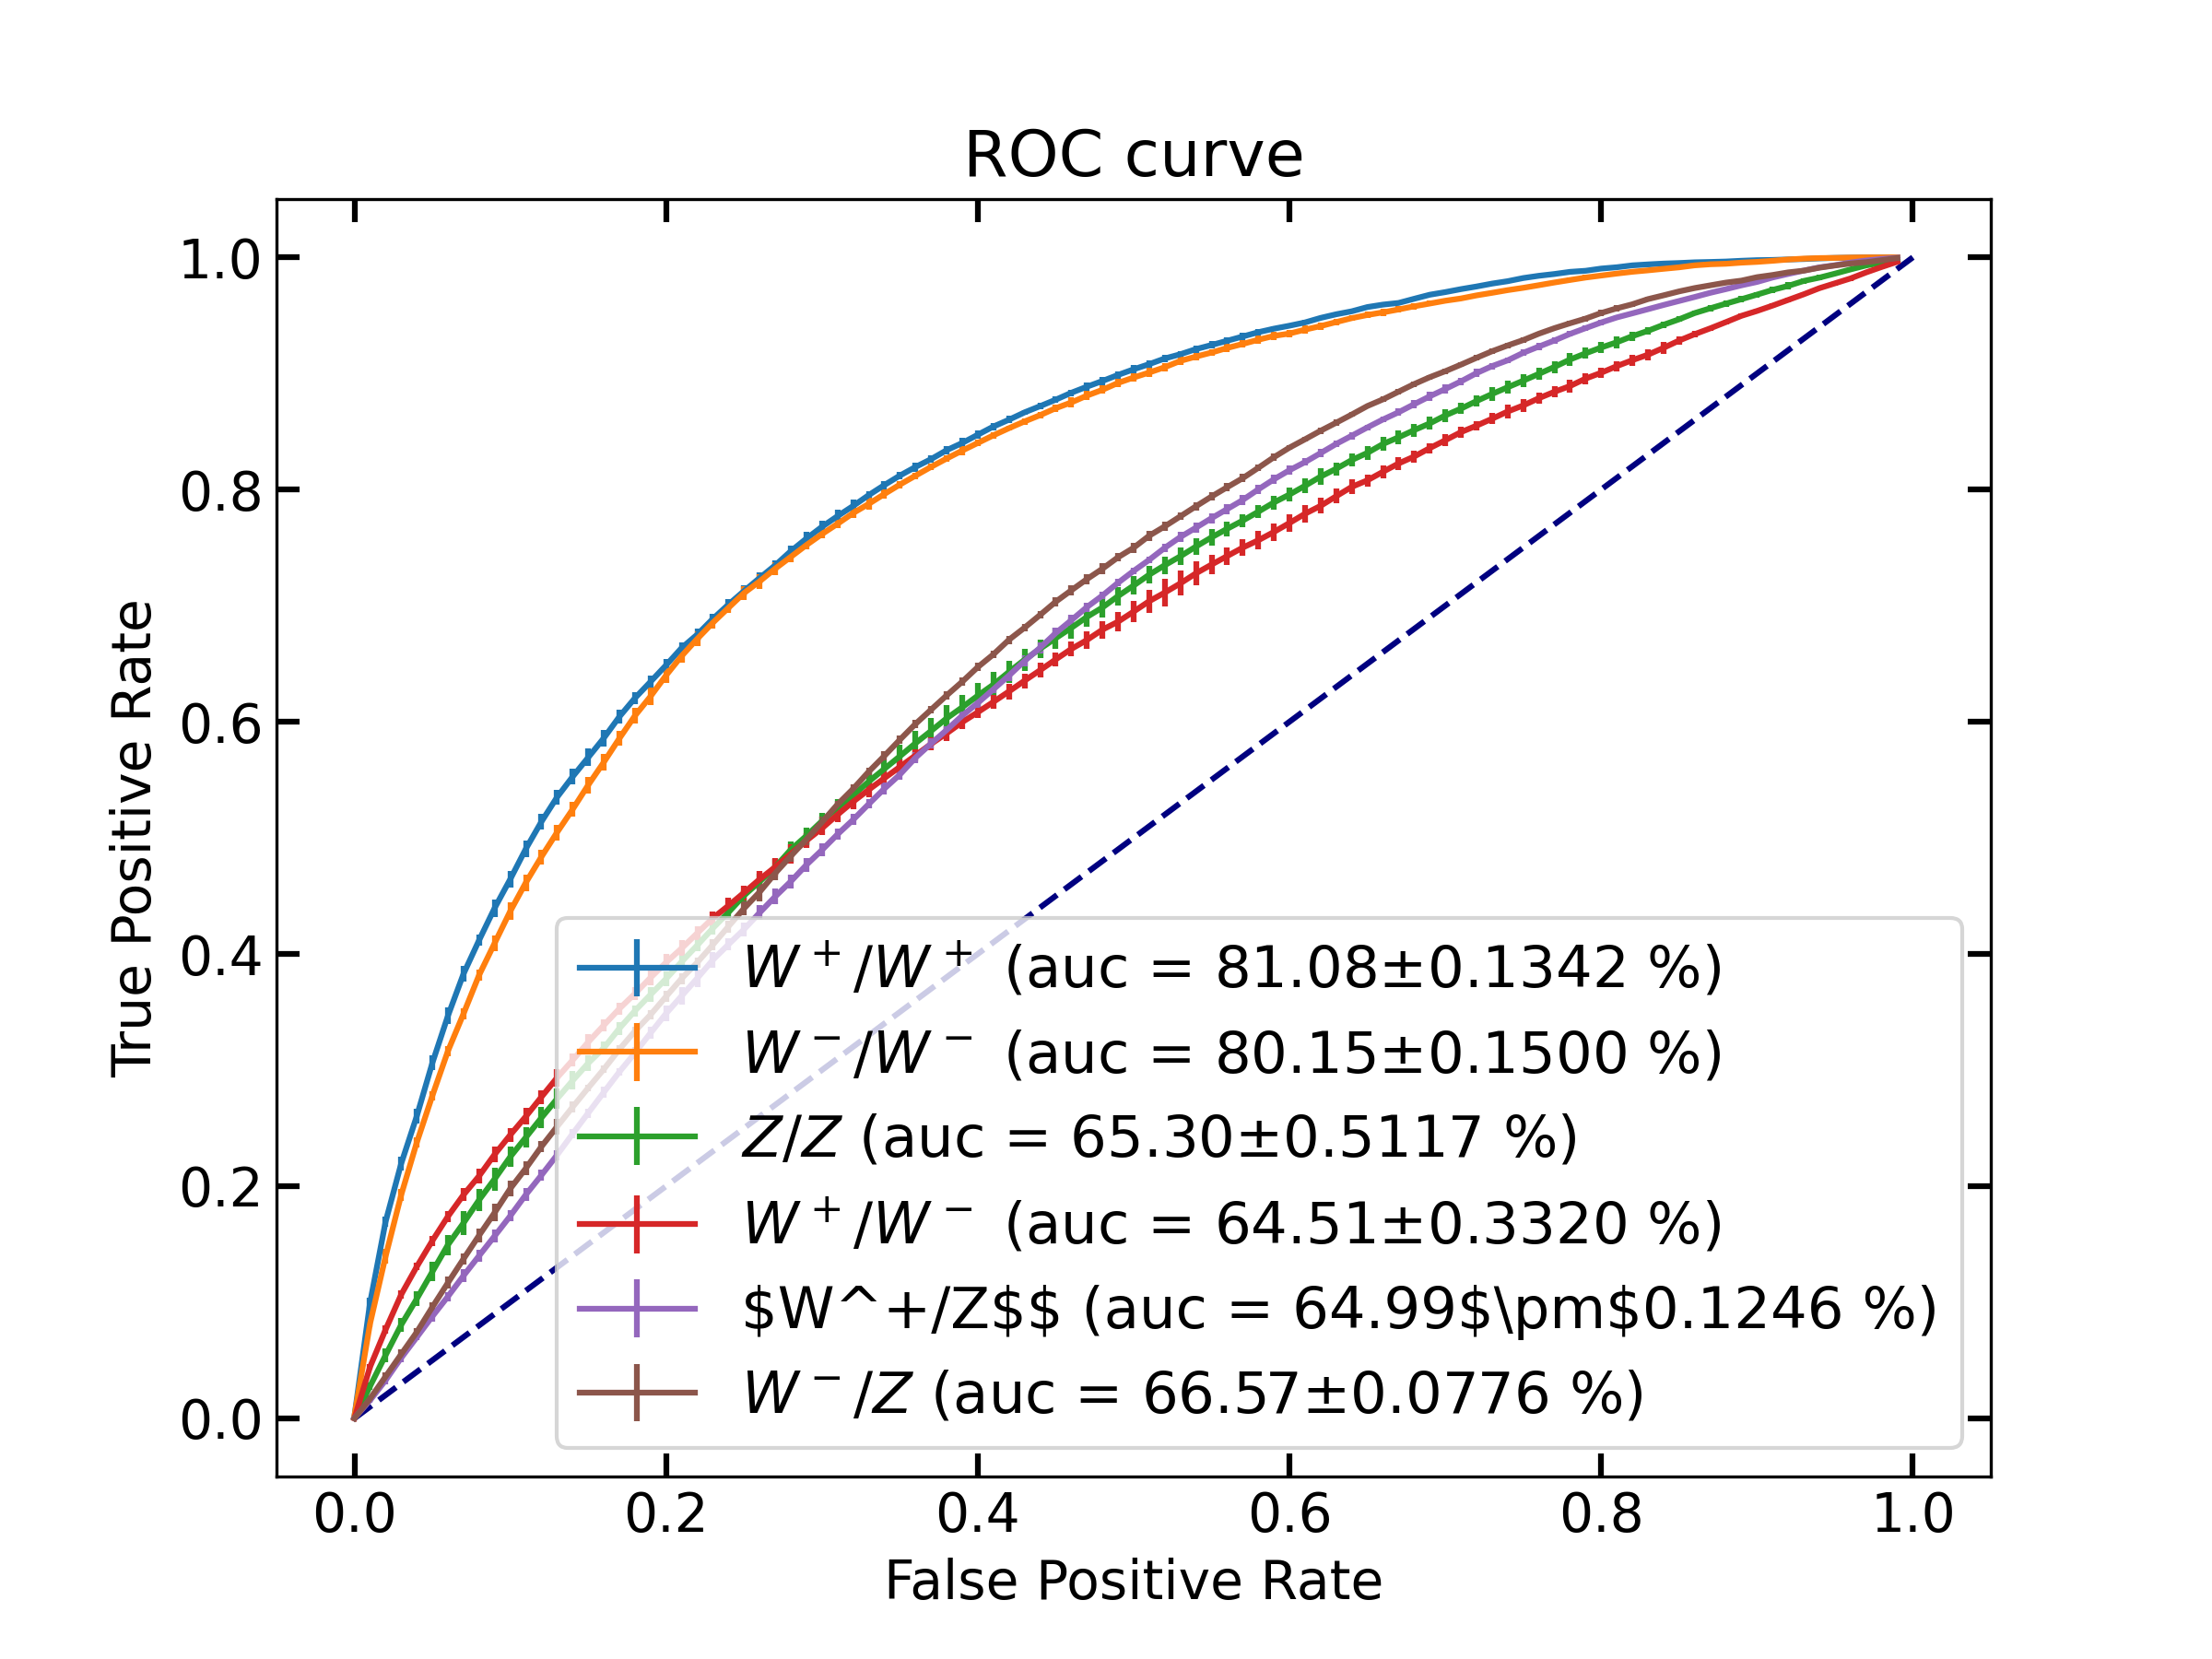 ROC curve
1.0
0.8
0.6
0.4
0.2
0.0
True Positive Rate
W⁺/W⁺ (auc = 81.08±0.1342 %)
W⁻/W⁻ (auc = 80.15±0.1500 %)
Z/Z (auc = 65.30±0.5117 %)
W⁺/W⁻ (auc = 64.51±0.3320 %)
$W^+/Z$$ (auc = 64.99$\pm$0.1246 %)
W⁻/Z (auc = 66.57±0.0776 %)
0.0 0.2 0.4 0.6 0.8 1.0
False Positive Rate